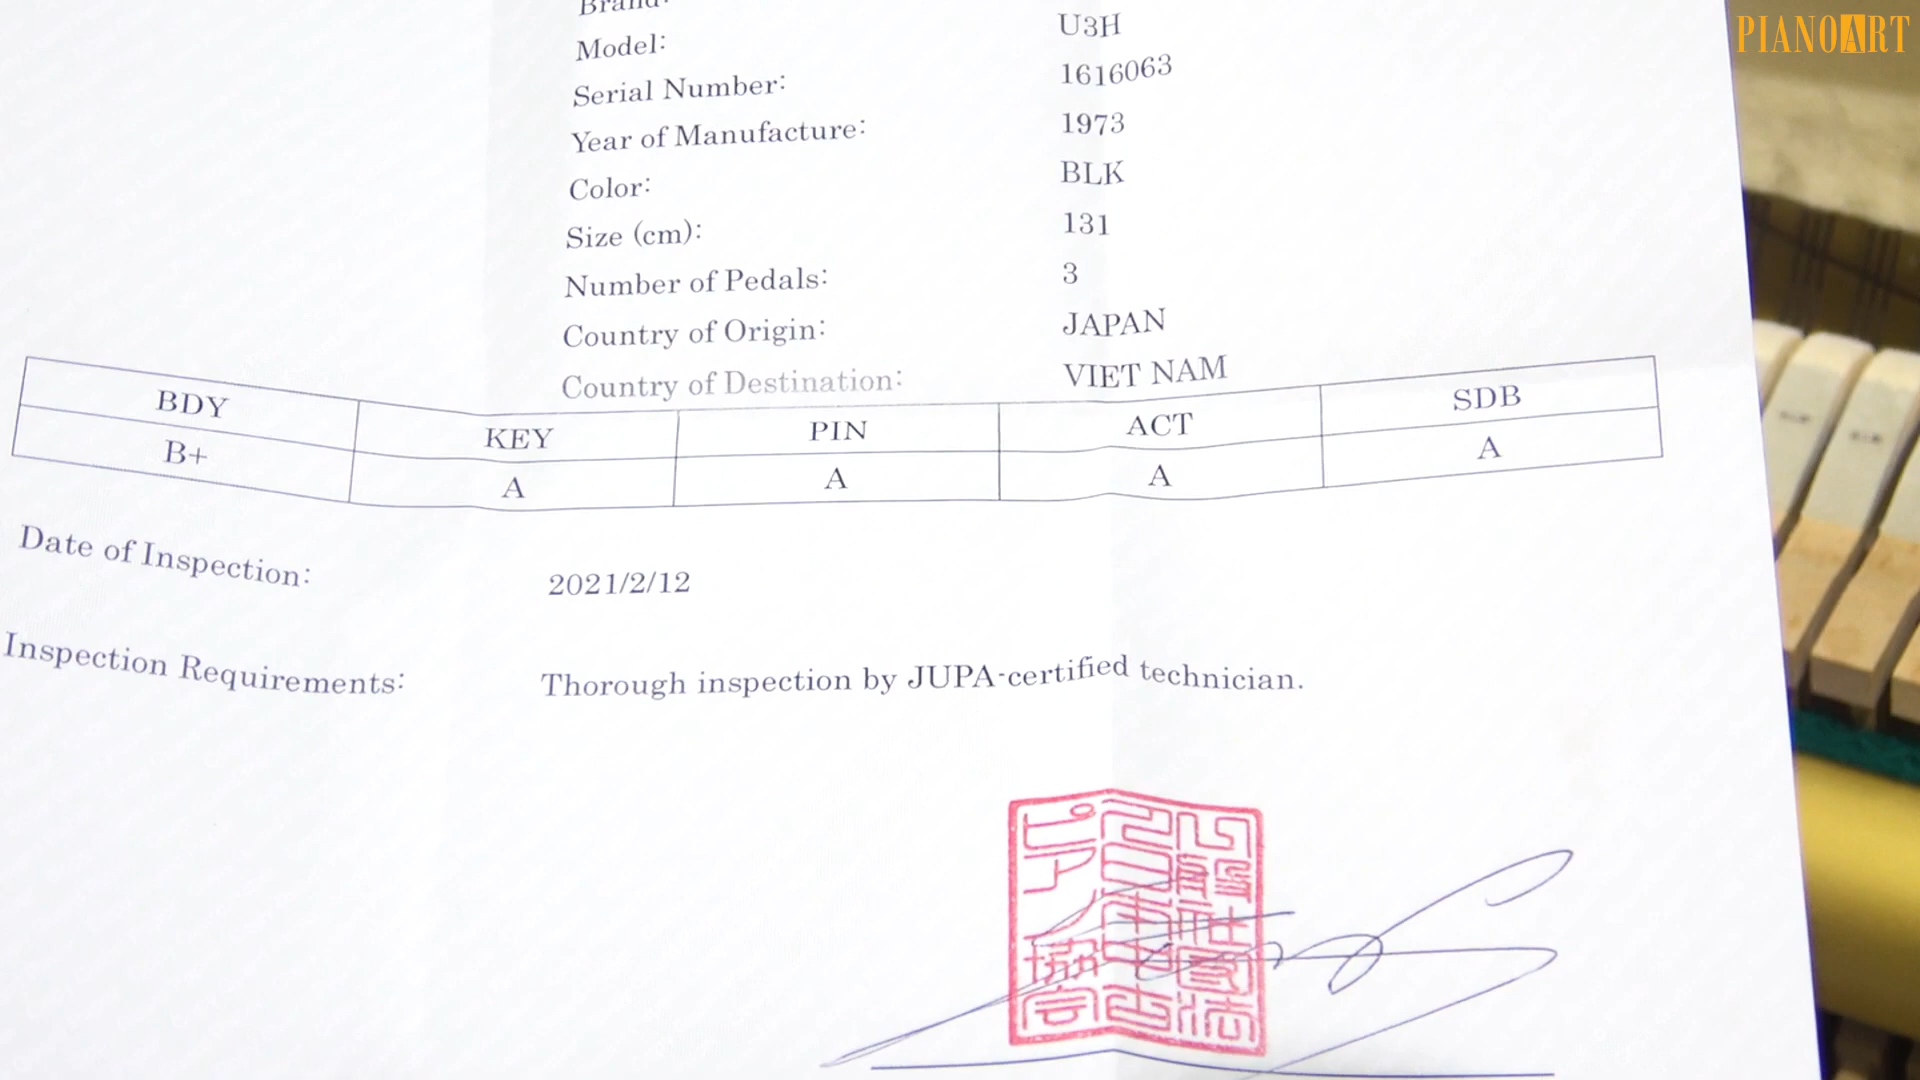 PIANOART
Brand:
Model: U3H
Serial Number: 1616063
Year of Manufacture: 1973
Color: BLK
Size (cm): 131
Number of Pedals: 3
Country of Origin: JAPAN
Country of Destination: VIET NAM
BDY KEY PIN ACT SDB
B+ A A A A
Date of Inspection: 2021/2/12
Inspection Requirements: Thorough inspection by JUPA-certified technician.